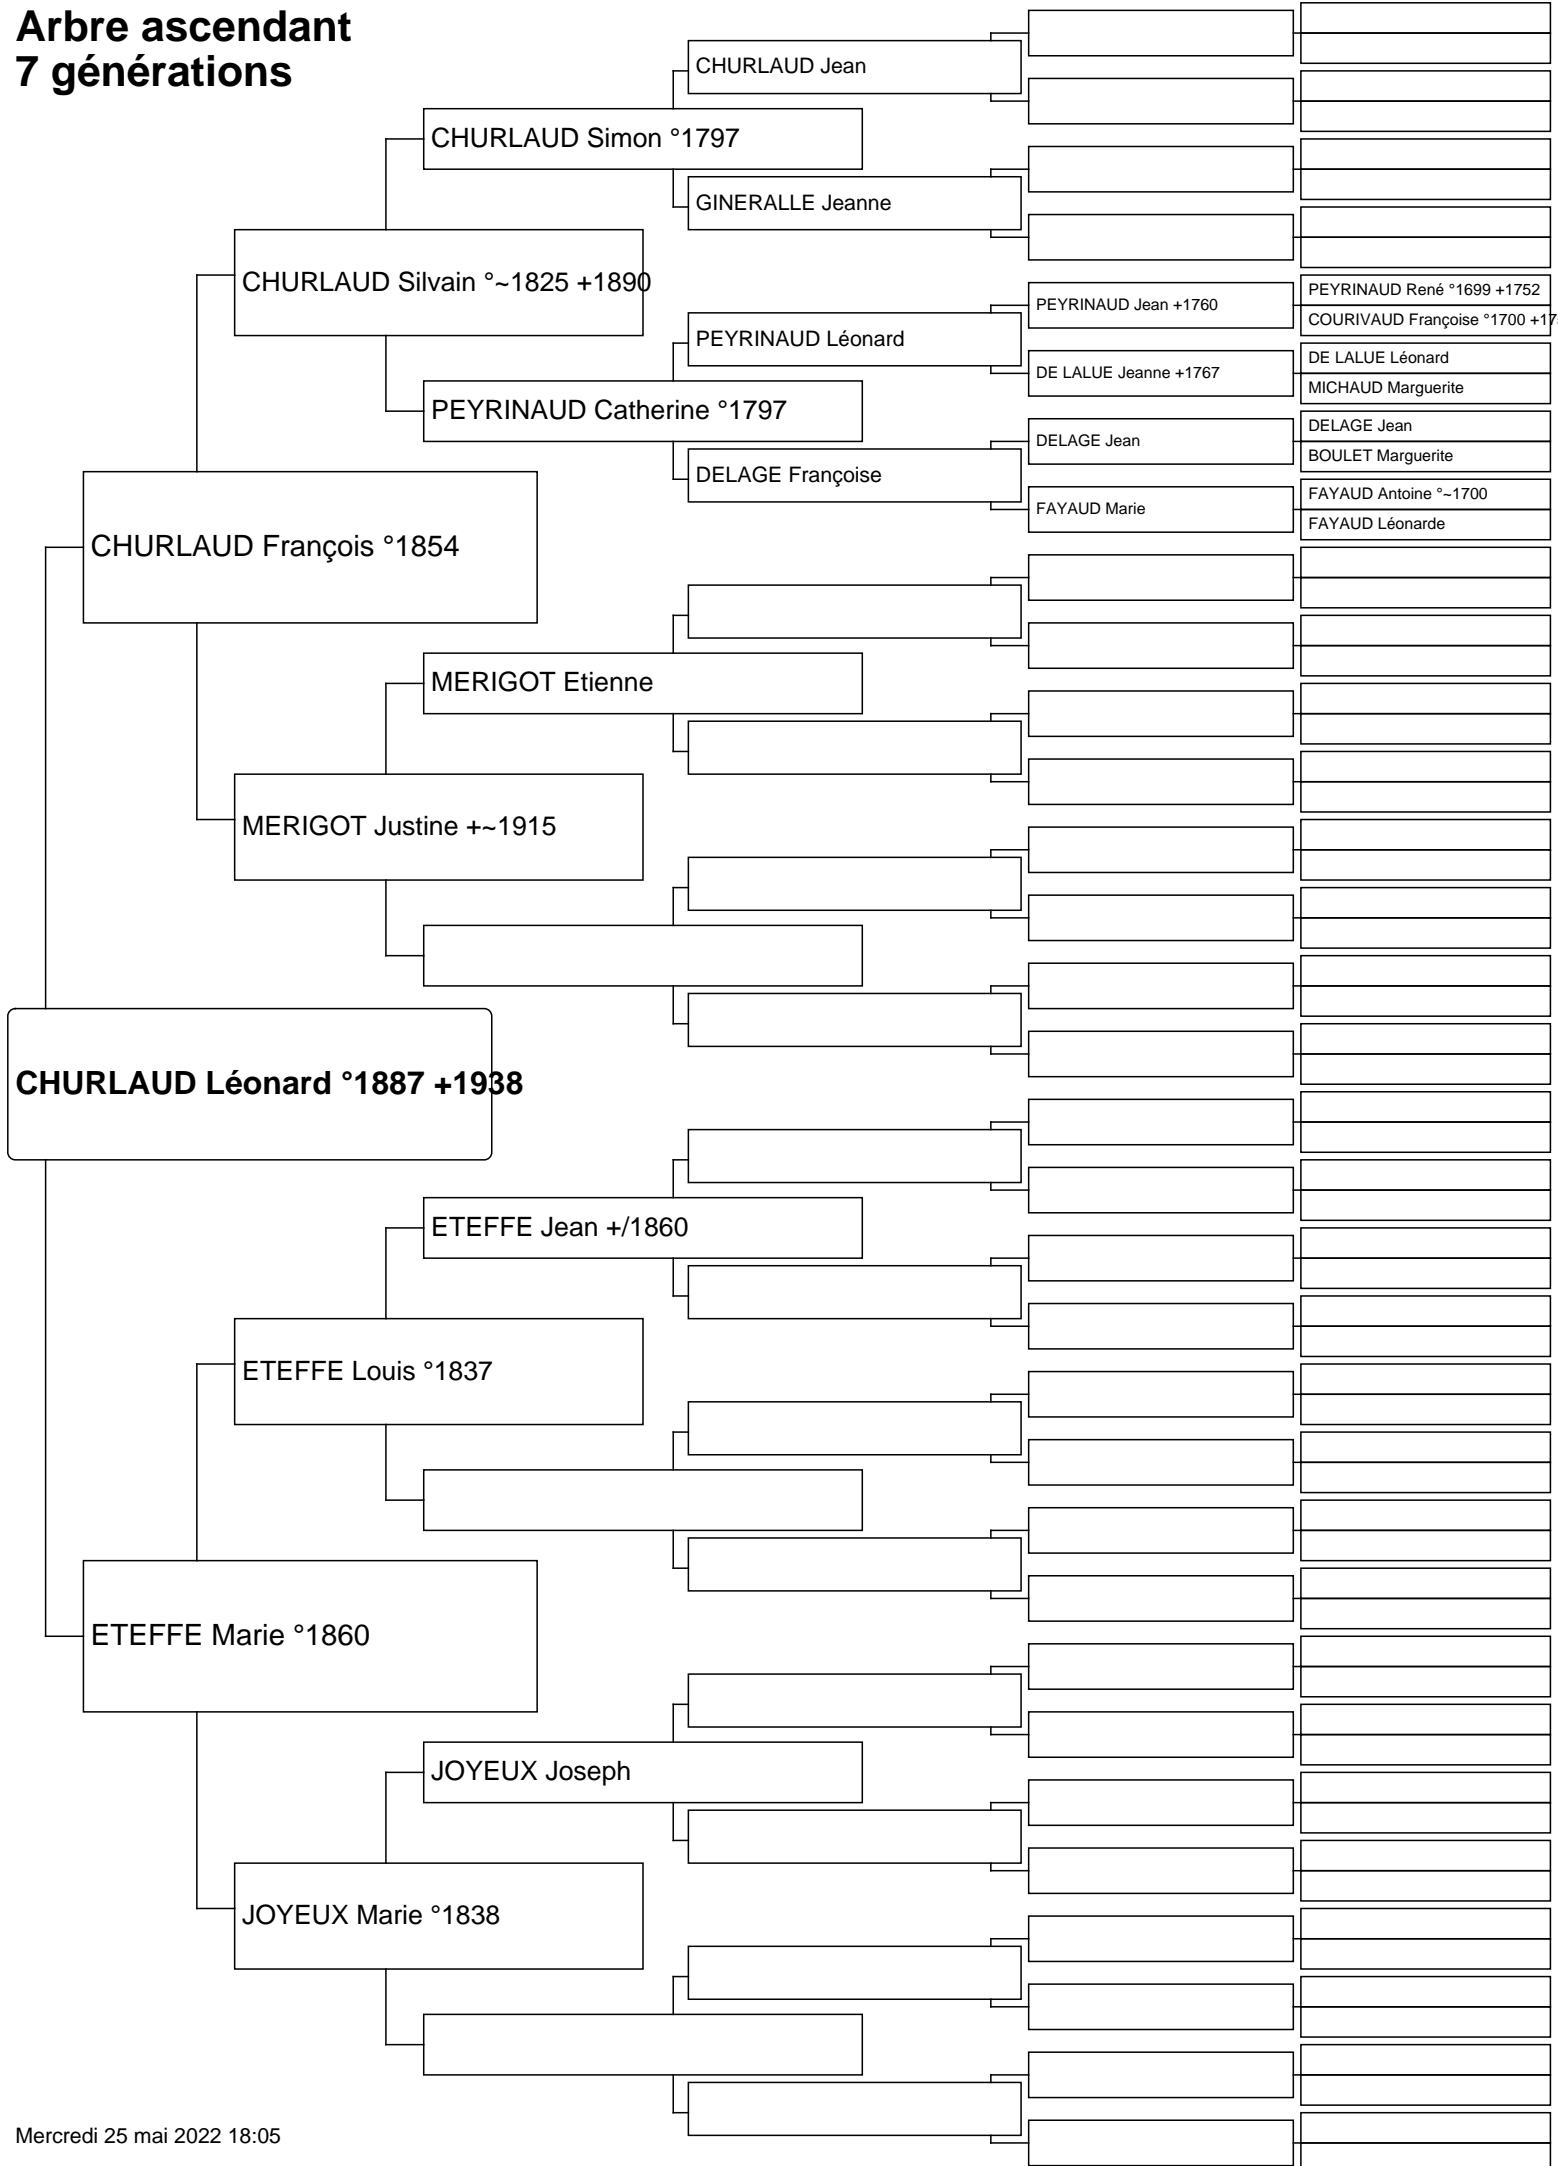 Arbre ascendant
7 générations
CHURLAUD Jean
CHURLAUD Simon °1797
GINERALLE Jeanne
CHURLAUD Silvain °~1825 +1890
PEYRINAUD René °1699 +1752
PEYRINAUD Jean +1760
COURIVAUD Françoise °1700
PEYRINAUD Léonard
DE LALUE Léonard
DE LALUE Jeanne +1767
MICHAUD Marguerite
PEYRINAUD Catherine °1797
DELAGE Jean
DELAGE Jean
BOULET Marguerite
DELAGE Françoise
FAYAUD Antoine °~1700
FAYAUD Marie
FAYAUD Léonarde
CHURLAUD François °1854
MERIGOT Etienne
MERIGOT Justine +~1915
CHURLAUD Léonard °1887 +1938
ETEFFE Jean +/1860
ETEFFE Louis °1837
ETEFFE Marie °1860
JOYEUX Joseph
JOYEUX Marie °1838
Mercredi 25 mai 2022 18:05